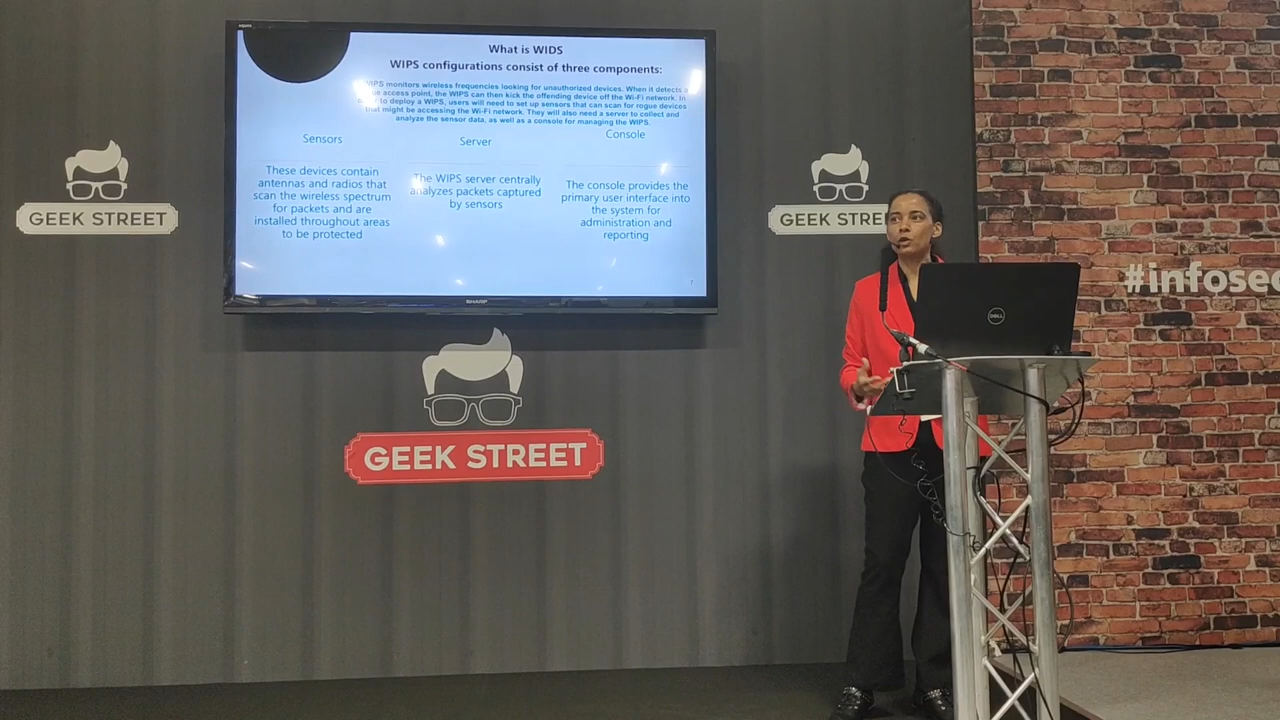 What is WIDS
WIPS configurations consist of three components:
WIPS monitors wireless frequencies looking for unauthorized devices. When it detects a
access point, the WIPS can then kick the offending device off the Wi-Fi network. In
to deploy a WIPS, users will need to set up sensors that can scan for rogue devices
that might be accessing the Wi-Fi network. They will also need a server to collect and
analyze the sensor data, as well as a console for managing the WIPS.
Sensors
These devices contain
antennas and radios that
scan the wireless spectrum
for packets and are
installed throughout areas
to be protected
Server
The WIPS server centrally
analyzes packets captured
by sensors
Console
The console provides the
primary user interface into
the system for
administration and
reporting
7
SHARP
GEEK STREET
GEEK STREET
GEEK STRE
DELL
#infosec